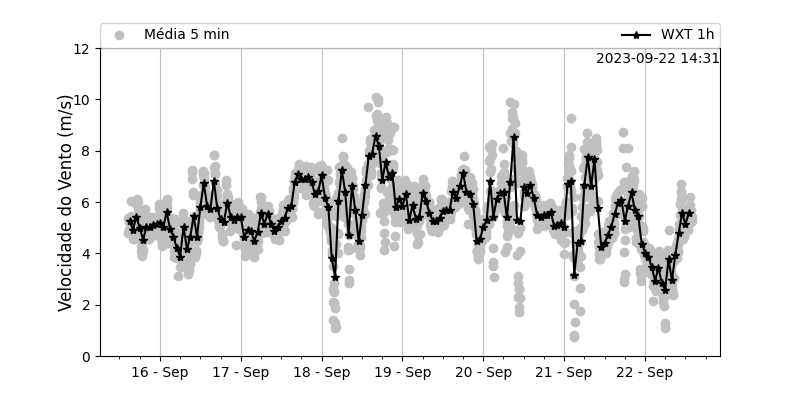 Média 5 min
WXT 1h
2023-09-22 14:31
Velocidade do Vento (m/s)
12
10
8
6
4
2
0
16 - Sep
17 - Sep
18 - Sep
19 - Sep
20 - Sep
21 - Sep
22 - Sep